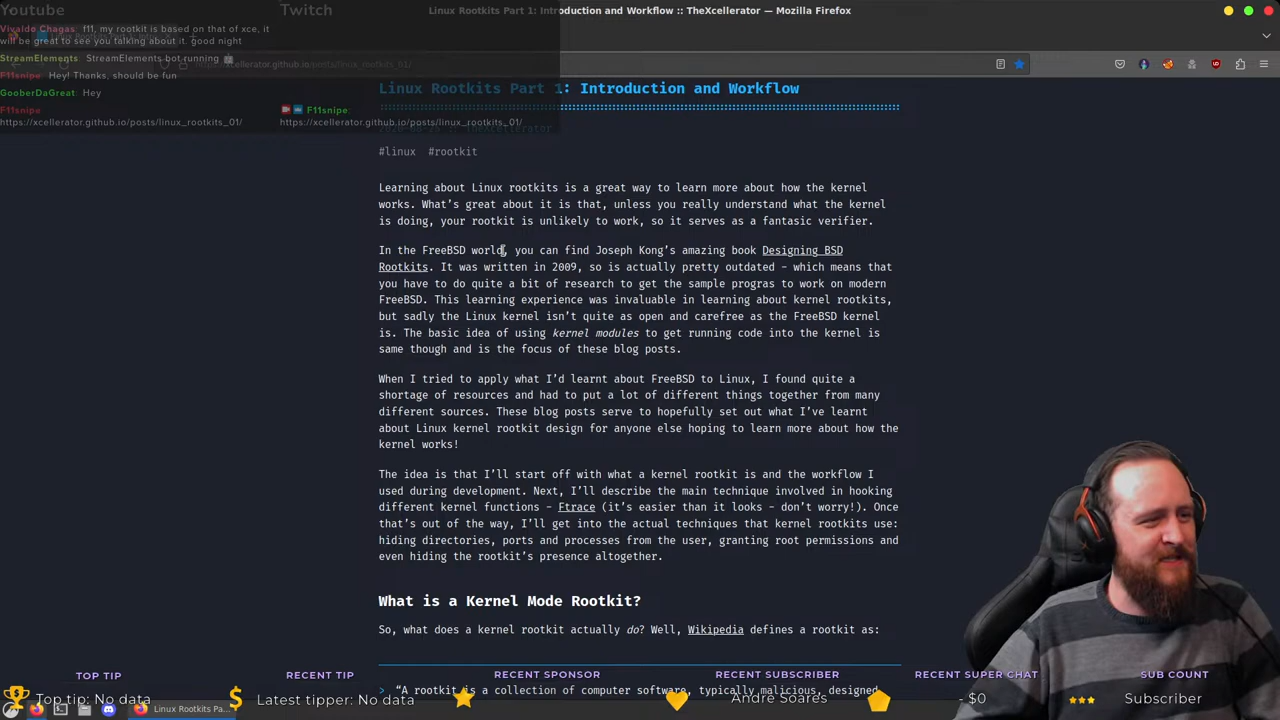 Youtube
Twitch
Linux Rootkits Part 1: Introduction and Workflow :: TheXcellerator — Mozilla Firefox
Vivaldo Chagas f11, my rootkit is based on that of xce, it
will be great to see you talking about it. good night
StreamElements StreamElements bot running
F11snipe Hey! Thanks, should be fun
GooberDaGreat: Hey
F11snipe
https://xcellerator.github.io/posts/linux_rootkits_01/
F11snipe:
https://xcellerator.github.io/posts/linux_rootkits_01/
xcellerator.github.io/posts/linux_rootkits_01/
Linux Rootkits Part 1: Introduction and Workflow
:: TheXcellerator
#linux #rootkit
Learning about Linux rootkits is a great way to learn more about how the kernel
works. What's great about it is that, unless you really understand what the kernel
is doing, your rootkit is unlikely to work, so it serves as a fantasic verifier.
In the FreeBSD world, you can find Joseph Kong's amazing book Designing BSD
Rootkits. It was written in 2009, so is actually pretty outdated - which means that
you have to do quite a bit of research to get the sample progras to work on modern
FreeBSD. This learning experience was invaluable in learning about kernel rootkits,
but sadly the Linux kernel isn't quite as open and carefree as the FreeBSD kernel
is. The basic idea of using kernel modules to get running code into the kernel is
same though and is the focus of these blog posts.
When I tried to apply what I'd learnt about FreeBSD to Linux, I found quite a
shortage of resources and had to put a lot of different things together from many
different sources. These blog posts serve to hopefully set out what I've learnt
about Linux kernel rootkit design for anyone else hoping to learn more about how the
kernel works!
The idea is that I'll start off with what a kernel rootkit is and the workflow I
used during development. Next, I'll describe the main technique involved in hooking
different kernel functions - Ftrace (it's easier than it looks - don't worry!). Once
that's out of the way, I'll get into the actual techniques that kernel rootkits use:
hiding directories, ports and processes from the user, granting root permissions and
even hiding the rootkit's presence altogether.
What is a Kernel Mode Rootkit?
So, what does a kernel rootkit actually do? Well, Wikipedia defines a rootkit as:
> "A rootkit is a collection of computer software, typically malicious, designed
TOP TIP
Top tip: No data
RECENT TIP
Latest tipper: No data
RECENT SPONSOR
RECENT SUBSCRIBER
Andre Soares
RECENT SUPER CHAT
- $0
SUB COUNT
Subscriber
Linux Rootkits Pa...